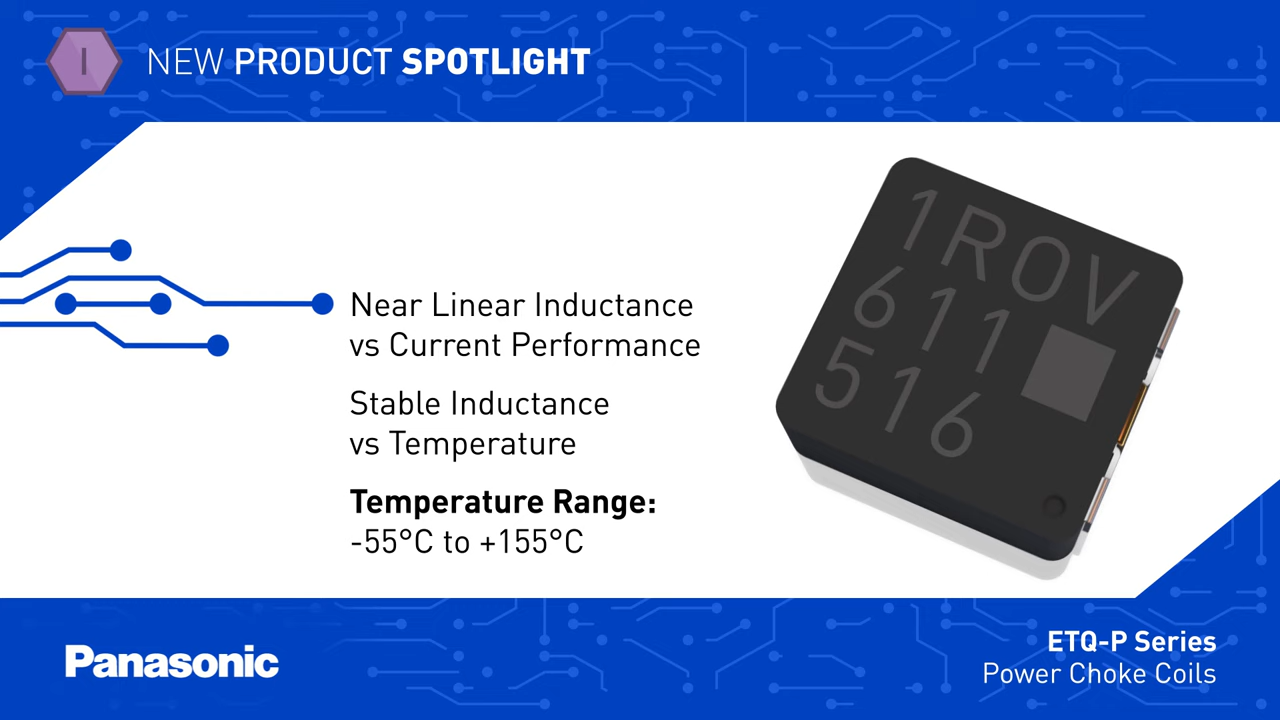 I
NEW PRODUCT SPOTLIGHT
1R0V
611
516
Near Linear Inductance
vs Current Performance
Stable Inductance
vs Temperature
Temperature Range:
-55°C to +155°C
Panasonic
ETQ-P Series
Power Choke Coils